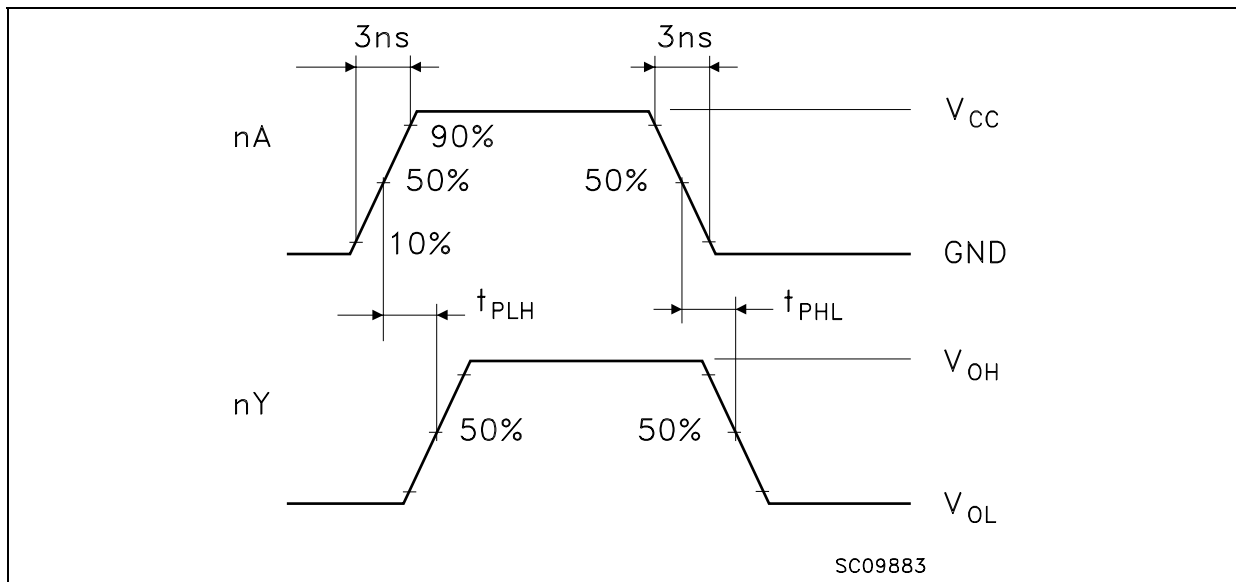 3ns 3ns
V_CC
nA
90%
50% 50%
10%
GND
t_PLH t_PHL
V_OH
nY
50% 50%
V_OL
SC09883